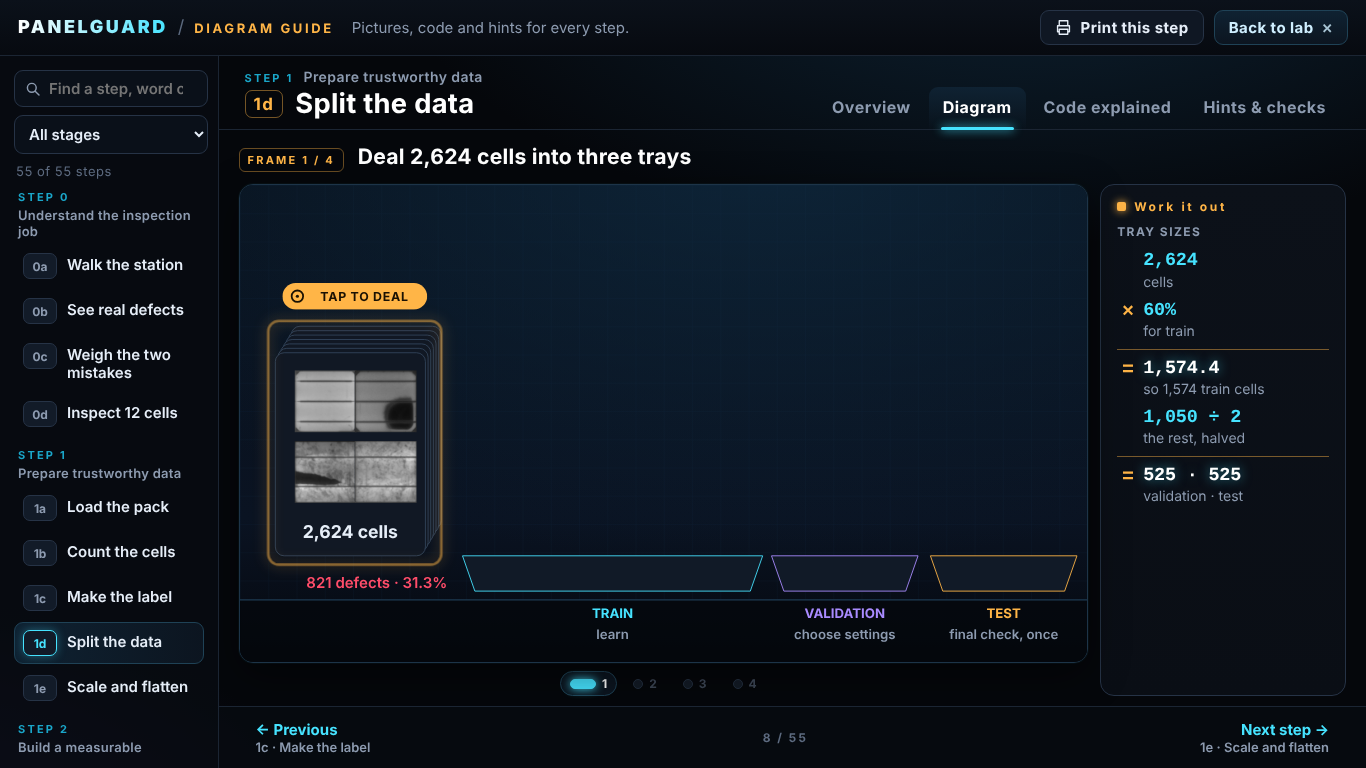 PANELGUARD / DIAGRAM GUIDE Pictures, code and hints for every step.
Print this step
Back to lab ×
Find a step, word c
All stages
55 of 55 steps
STEP 0
Understand the inspection
job
0a Walk the station
0b See real defects
0c Weigh the two
mistakes
0d Inspect 12 cells
STEP 1
Prepare trustworthy data
1a Load the pack
1b Count the cells
1c Make the label
1d Split the data
1e Scale and flatten
STEP 2
Build a measurable
STEP 1 Prepare trustworthy data
1d Split the data
Overview
Diagram
Code explained
Hints & checks
FRAME 1 / 4 Deal 2,624 cells into three trays
TAP TO DEAL
2,624 cells
821 defects · 31.3%
TRAIN
learn
VALIDATION
choose settings
TEST
final check, once
1 2 3 4
Work it out
TRAY SIZES
2,624
cells
× 60%
for train
= 1,574.4
so 1,574 train cells
1,050 ÷ 2
the rest, halved
= 525 · 525
validation · test
← Previous
1c · Make the label
8 / 55
Next step →
1e · Scale and flatten